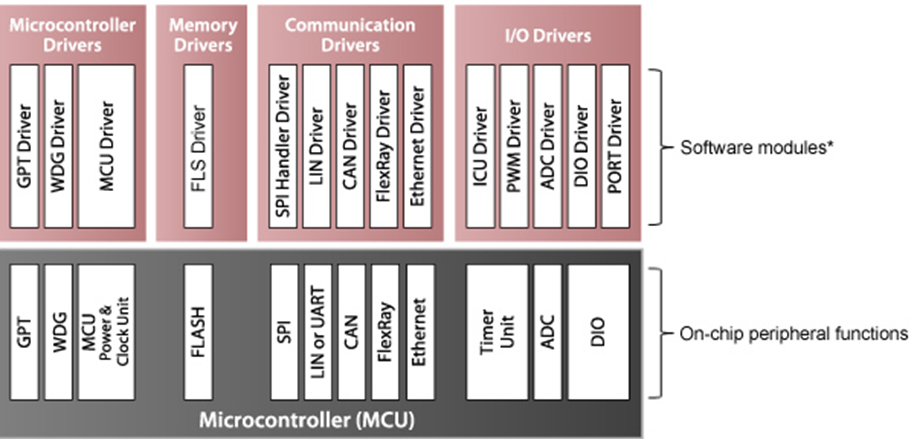 Microcontroller
Drivers
Memory
Drivers
Communication
Drivers
I/O Drivers
GPT Driver
WDG Driver
MCU Driver
FLS Driver
SPI Handler Driver
LIN Driver
CAN Driver
FlexRay Driver
Ethernet Driver
ICU Driver
PWM Driver
ADC Driver
DIO Driver
PORT Driver
Software modules*
GPT
WDG
MCU
Power &
Clock Unit
FLASH
SPI
LIN or UART
CAN
FlexRay
Ethernet
Timer
Unit
ADC
DIO
On-chip peripheral functions
Microcontroller (MCU)